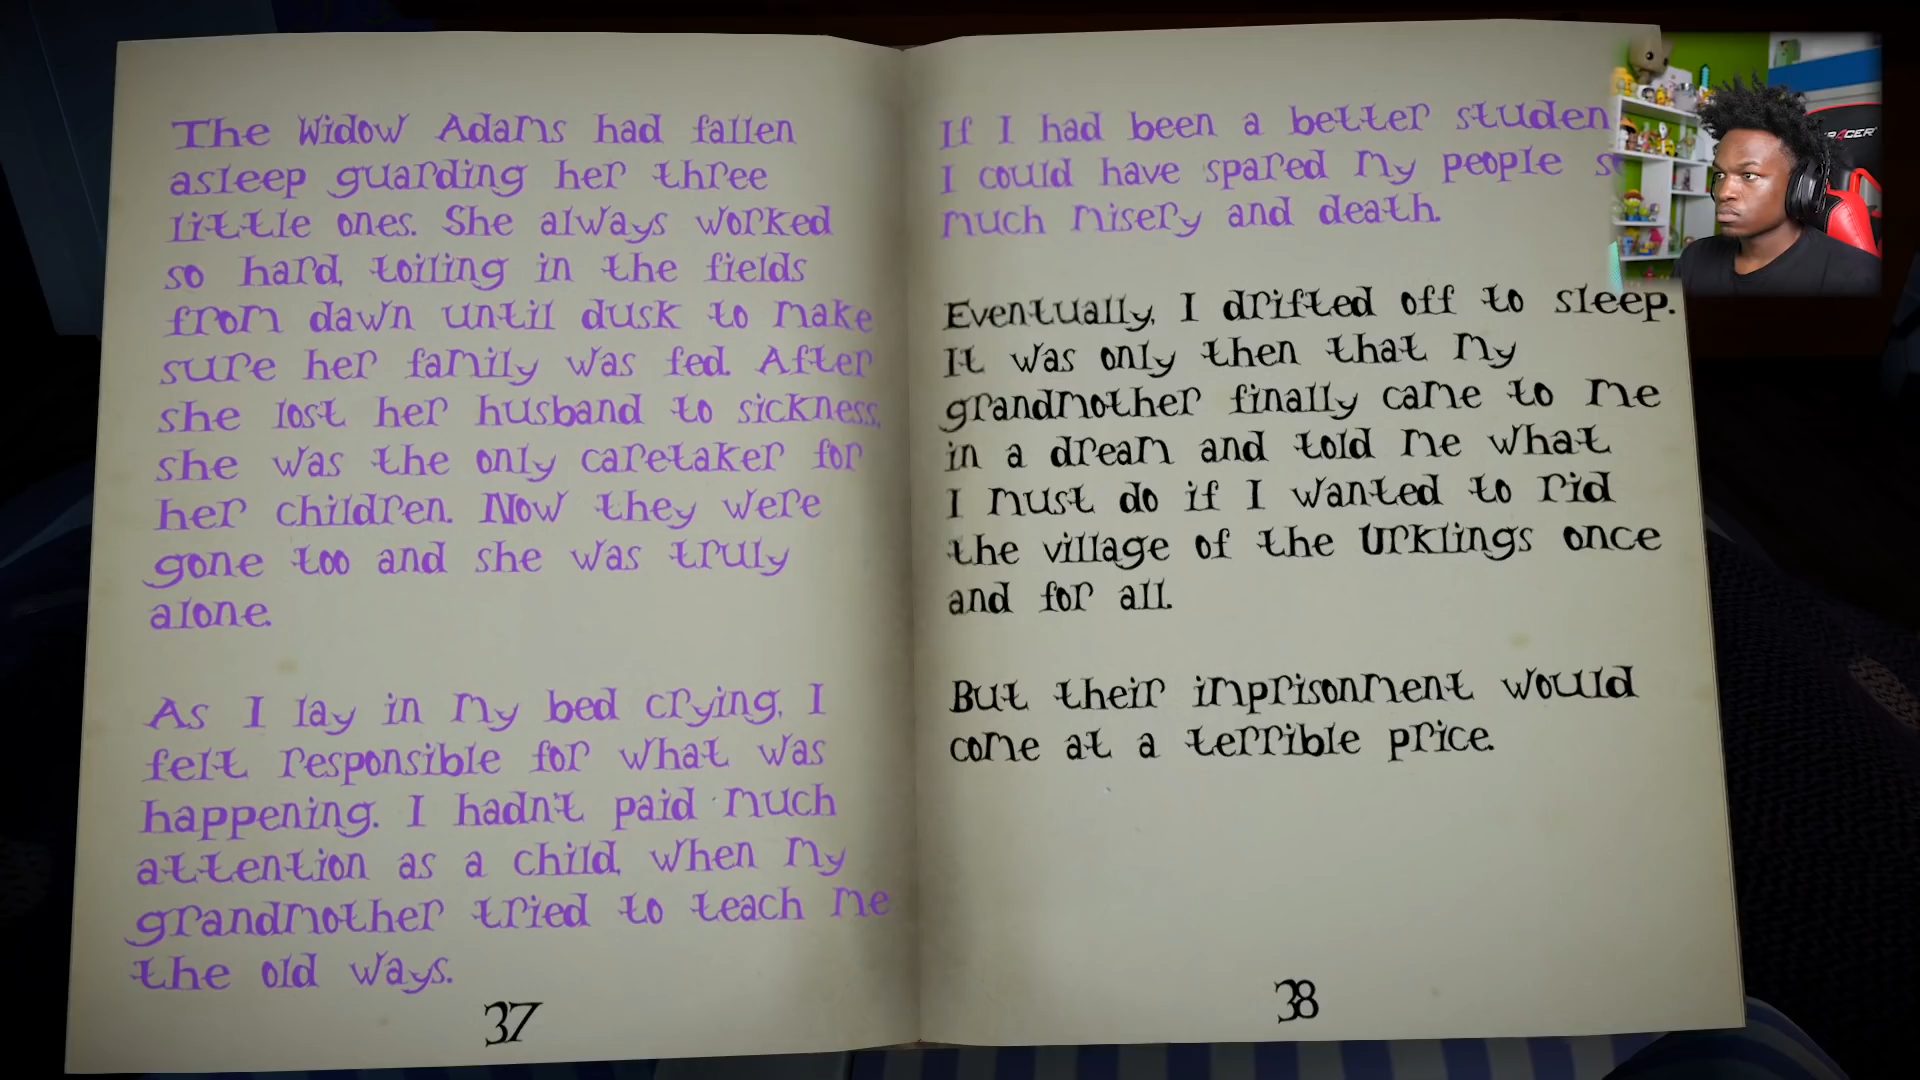 The Widow Adams had fallen
asleep guarding her three
little ones. She always worked
so hard, toiling in the fields
from dawn until dusk to make
sure her family was fed. After
she lost her husband to sickness,
she was the only caretaker for
her children. Now they were
gone too and she was truly
alone.
As I lay in my bed crying, I
felt responsible for what was
happening. I hadn't paid much
attention as a child, when my
grandmother tried to teach me
the old ways.
37
If I had been a better studen
I could have spared my people s
much misery and death.
Eventually, I drifted off to sleep.
It was only then that my
grandmother finally came to me
in a dream and told me what
I must do if I wanted to rid
the village of the Urklings once
and for all.
But their imprisonment would
come at a terrible price.
38